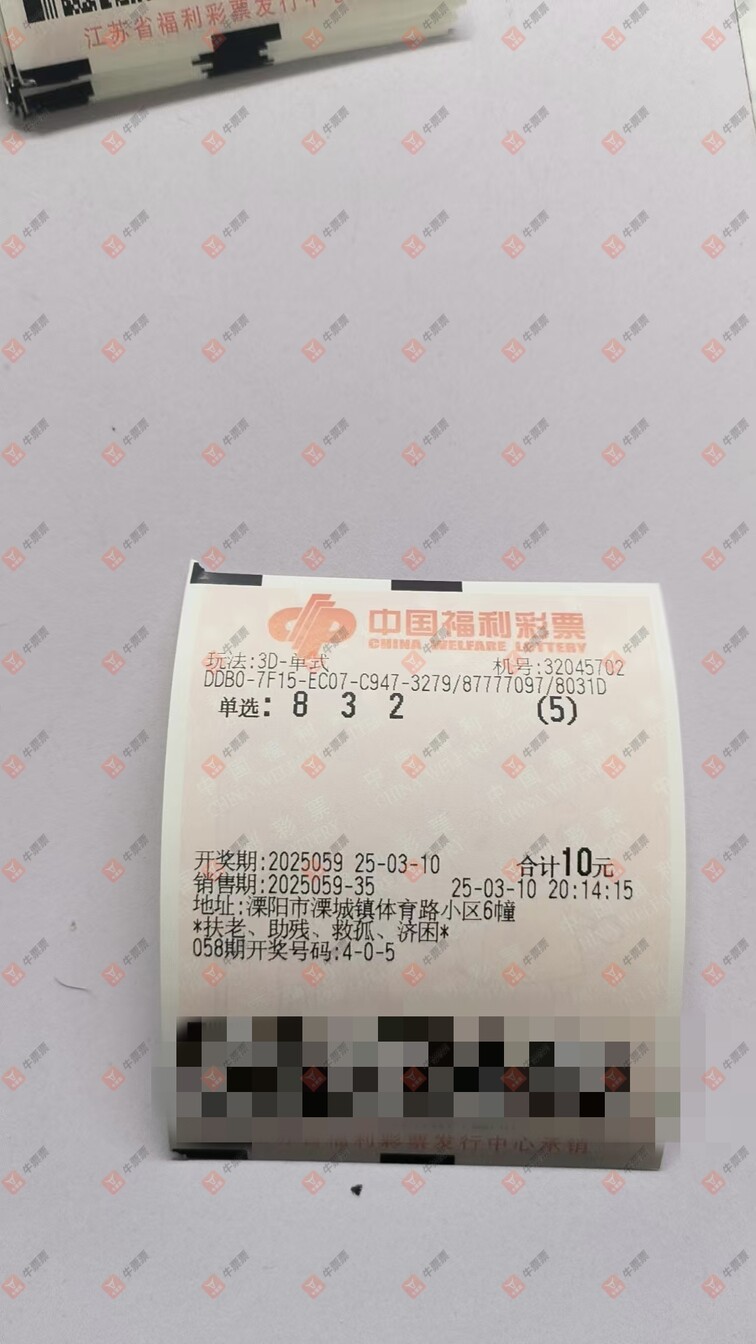 江苏省福利彩票发行中
中国福利彩票
CHINA WELFARE LOTTERY
玩法:3D-单式 机号:32045702
DDB0-7F15-EC07-C947-3279/87777097/8031D
单选: 8 3 2 (5)
开奖期:2025059 25-03-10 合计10元
销售期:2025059-35 25-03-10 20:14:15
地址:溧阳市溧城镇体育路小区6幢
*扶老、助残、救孤、济困*
058期开奖号码:4-0-5
福利彩票发行中心承销
牛票票